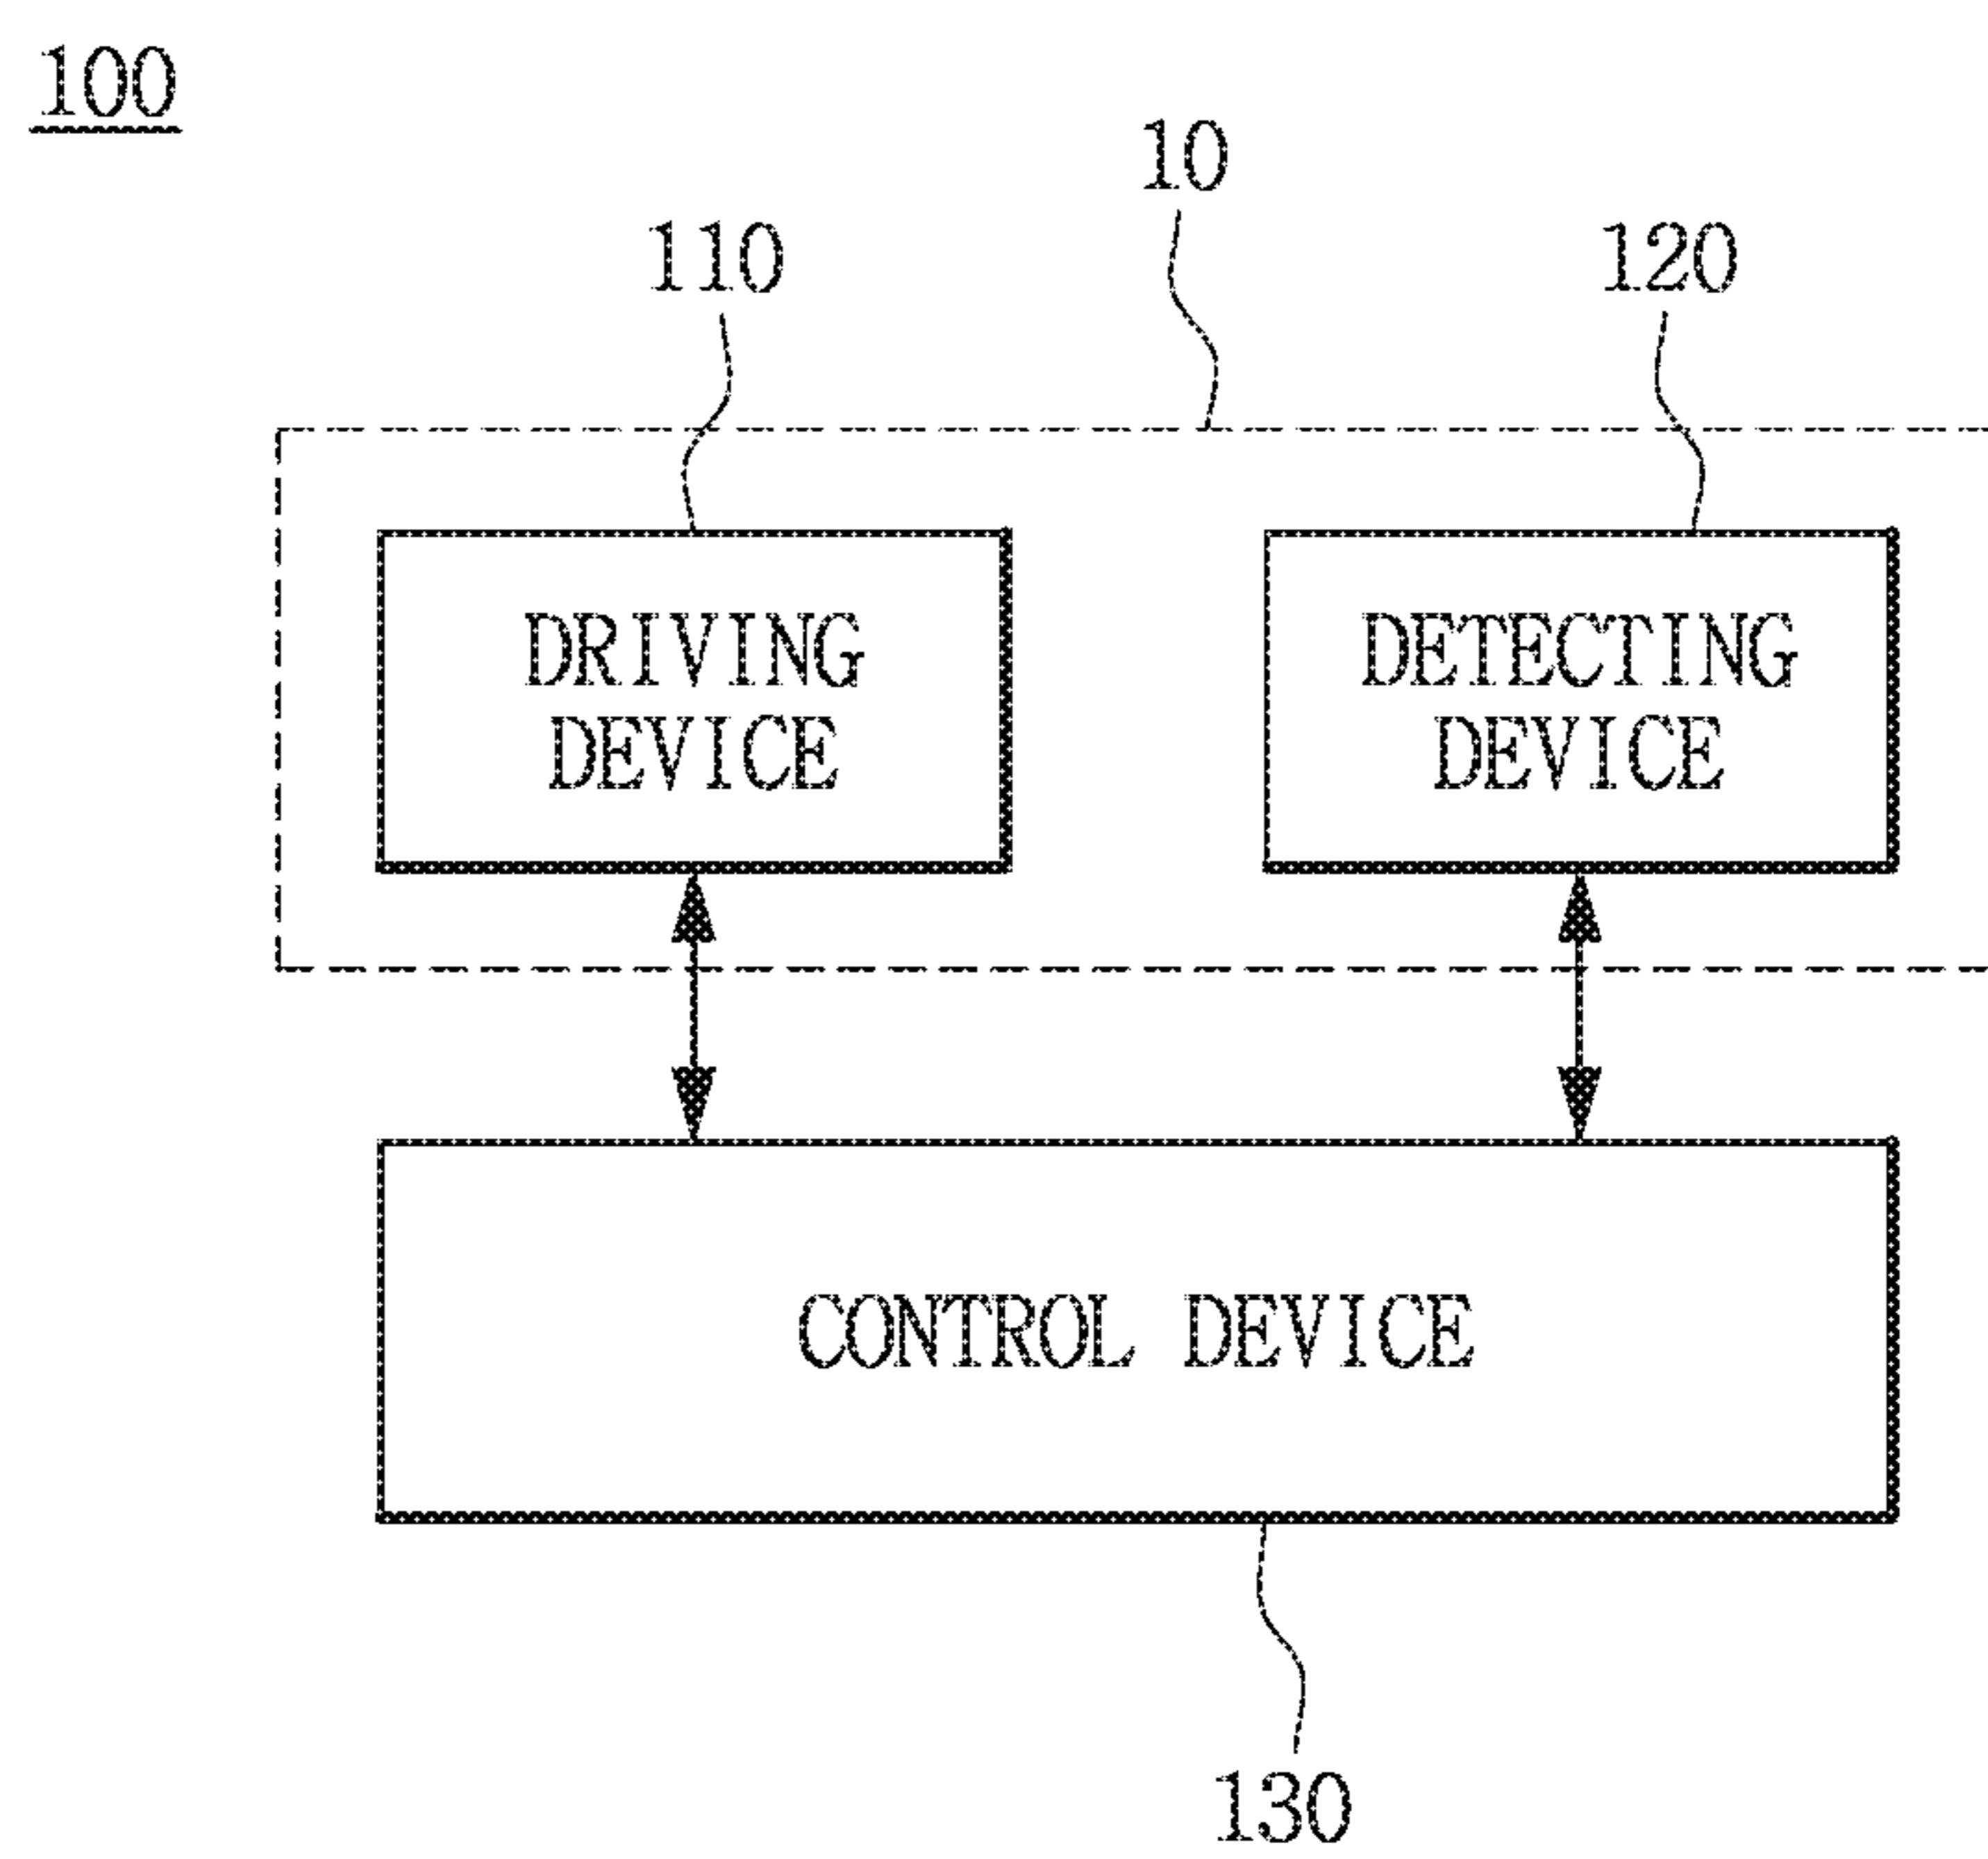 100
10
110
120
DRIVING
DEVICE
DETECTING
DEVICE
CONTROL DEVICE
130